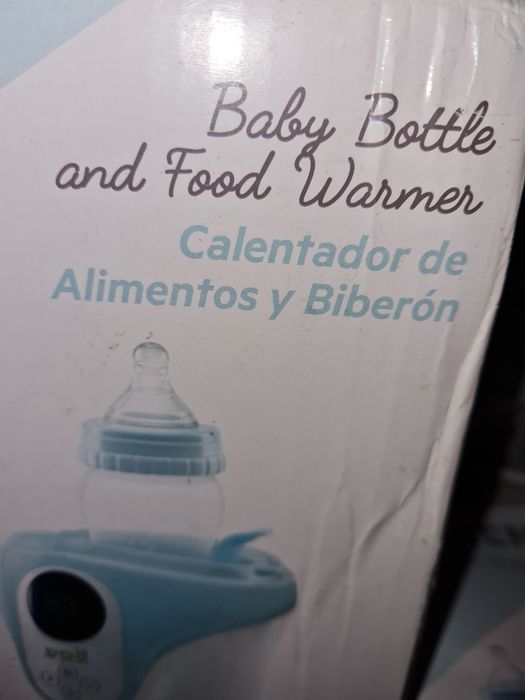 Baby Bottle
and Food Warmer
Calentador de
Alimentos y Biberón